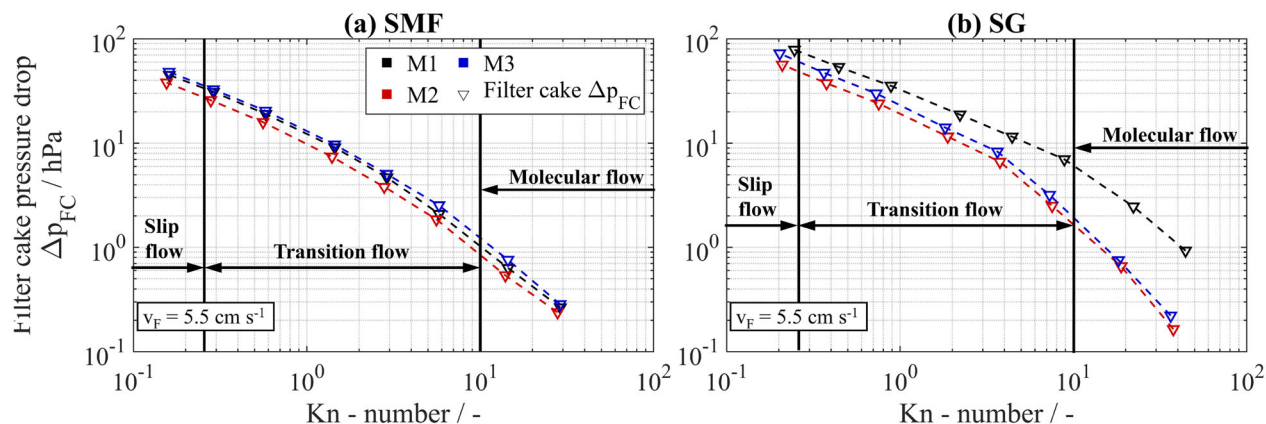 (a) SMF
(b) SG
Filter cake pressure drop
Δp_FC / hPa
10^2
10^1
10^0
10^-1
M1
M3
M2
Filter cake Δp_FC
Molecular flow
Slip
flow
Transition flow
v_F = 5.5 cm s^-1
10^-1
10^0
10^1
10^2
Kn - number / -
10^2
10^1
10^0
10^-1
Molecular flow
Slip
flow
Transition flow
v_F = 5.5 cm s^-1
10^-1
10^0
10^1
10^2
Kn - number / -